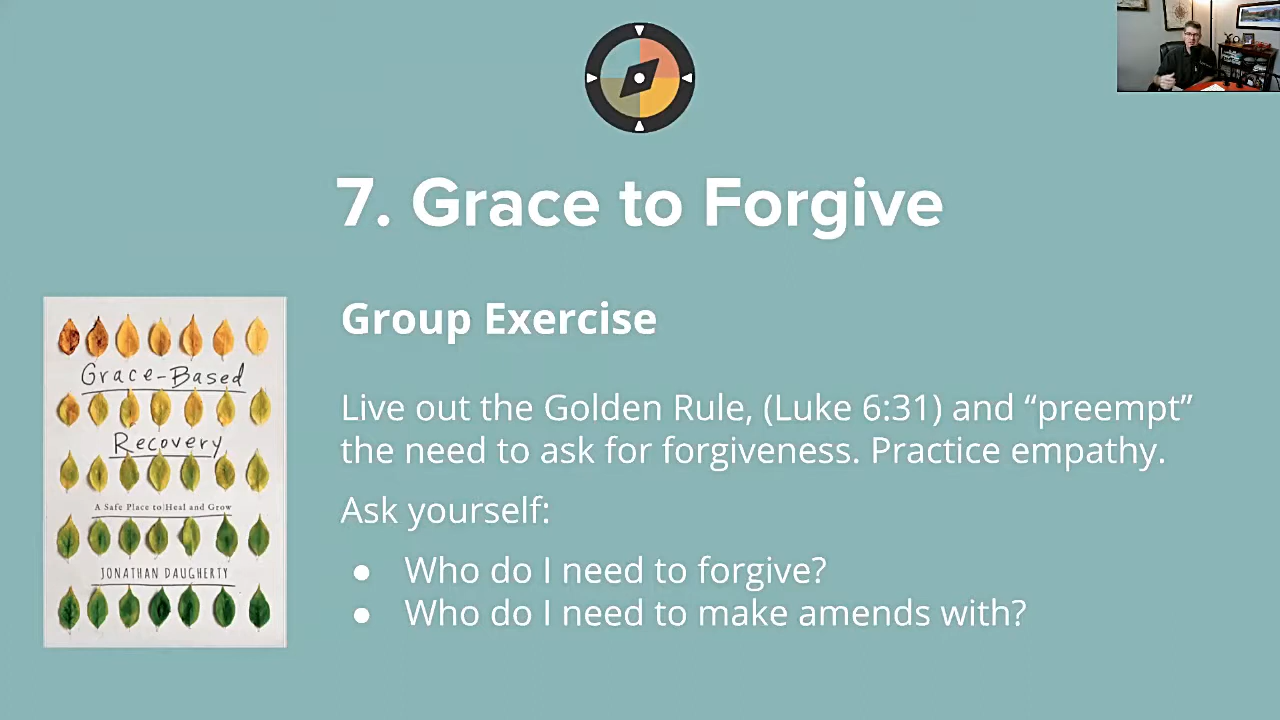 7. Grace to Forgive
Group Exercise
Grace-Based
Recovery
A Safe Place to Heal and Grow
JONATHAN DAUGHERTY
Live out the Golden Rule, (Luke 6:31) and “preempt”
the need to ask for forgiveness. Practice empathy.
Ask yourself:
● Who do I need to forgive?
● Who do I need to make amends with?